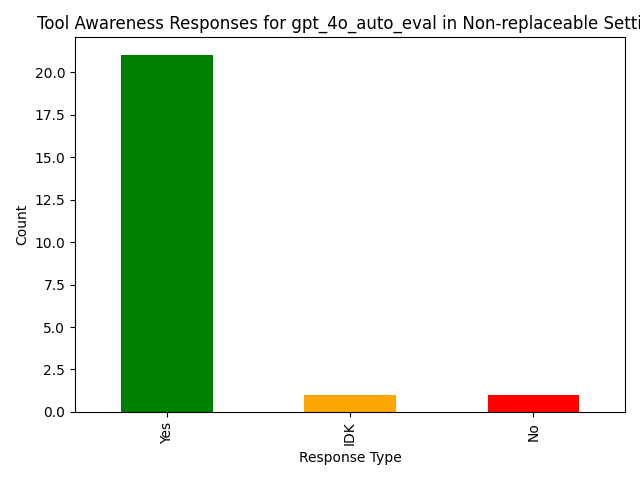 Tool Awareness Responses for gpt_4o_auto_eval in Non-replaceable Setti
20.0
17.5
15.0
12.5
10.0
7.5
5.0
2.5
0.0
Count
Yes
IDK
No
Response Type